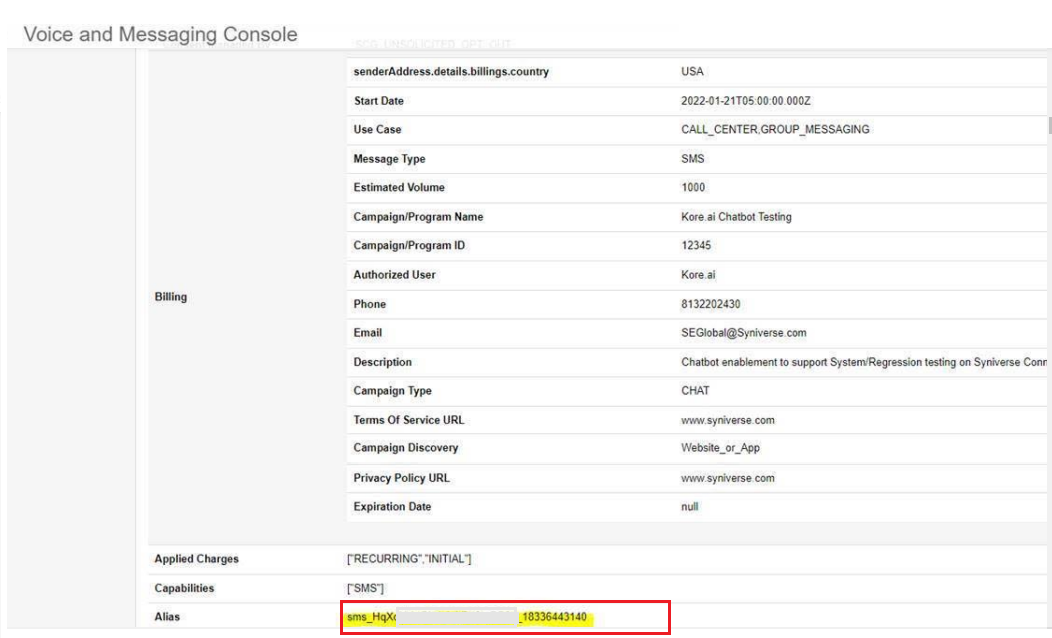 Voice and Messaging Console
SCG_UNSOLICITED_OPT_OUT
senderAddress.details.billings.country USA
Start Date 2022-01-21T05:00:00.000Z
Use Case CALL_CENTER,GROUP_MESSAGING
Message Type SMS
Estimated Volume 1000
Campaign/Program Name Kore.ai Chatbot Testing
Campaign/Program ID 12345
Authorized User Kore.ai
Billing
Phone 8132202430
Email SEGlobal@Syniverse.com
Description Chatbot enablement to support System/Regression testing on Syniverse Conn
Campaign Type CHAT
Terms Of Service URL www.syniverse.com
Campaign Discovery Website_or_App
Privacy Policy URL www.syniverse.com
Expiration Date null
Applied Charges ["RECURRING","INITIAL"]
Capabilities ["SMS"]
Alias sms_HqXc _18336443140